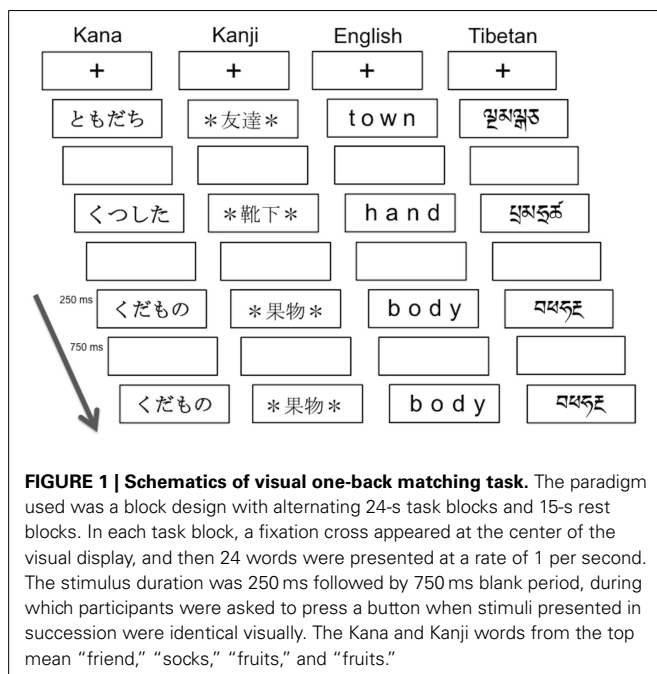 Kana Kanji English Tibetan
+ + + +
ともだち ＊友達＊ t o w n
くつした ＊靴下＊ h a n d
250 ms くだもの ＊果物＊ b o d y
750 ms
くだもの ＊果物＊ b o d y
FIGURE 1 | Schematics of visual one-back matching task. The paradigm
used was a block design with alternating 24-s task blocks and 15-s rest
blocks. In each task block, a fixation cross appeared at the center of the
visual display, and then 24 words were presented at a rate of 1 per second.
The stimulus duration was 250 ms followed by 750 ms blank period, during
which participants were asked to press a button when stimuli presented in
succession were identical visually. The Kana and Kanji words from the top
mean “friend,” “socks,” “fruits,” and “fruits.”